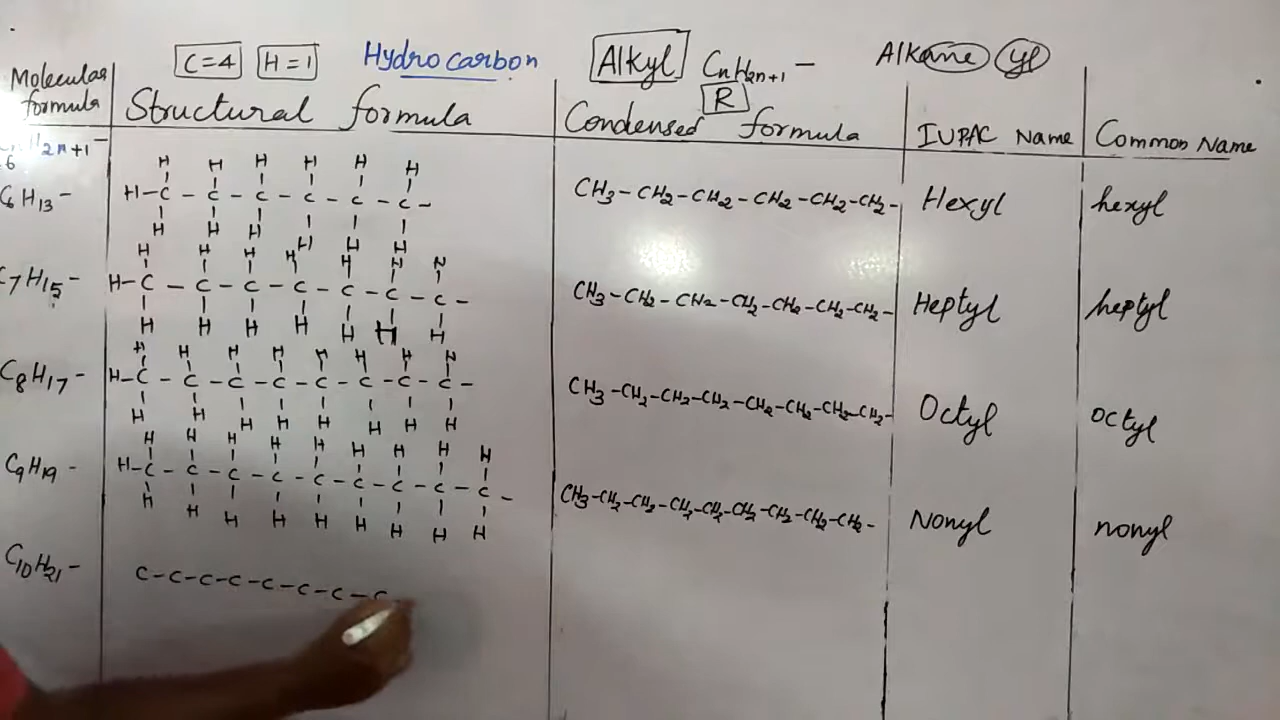 C=4 H=1 Hydrocarbon Alkyl CnH2n+1 – Alkane yl
R
Molecular formula Structural formula Condensed formula IUPAC Name Common Name
H2n+1 –
6
H H H H H H
C6H13 – H–C – C – C – C – C – C – CH3–CH2–CH2–CH2–CH2–CH2– Hexyl hexyl
H H H H H H
H H H H H H H
C7H15 – H–C – C – C – C – C – C – C – CH3–CH2–CH2–CH2–CH2–CH2–CH2– Heptyl heptyl
H H H H H H H
H H H H H H H H
C8H17 – H–C – C – C – C – C – C – C – C – CH3–CH2–CH2–CH2–CH2–CH2–CH2–CH2– Octyl octyl
H H H H H H H H
H H H H H H H H H
C9H19 – H–C – C – C – C – C – C – C – C – C – CH3–CH2–CH2–CH2–CH2–CH2–CH2–CH2–CH2– Nonyl nonyl
H H H H H H H H H
C10H21 – C–C–C–C–C–C–C–C